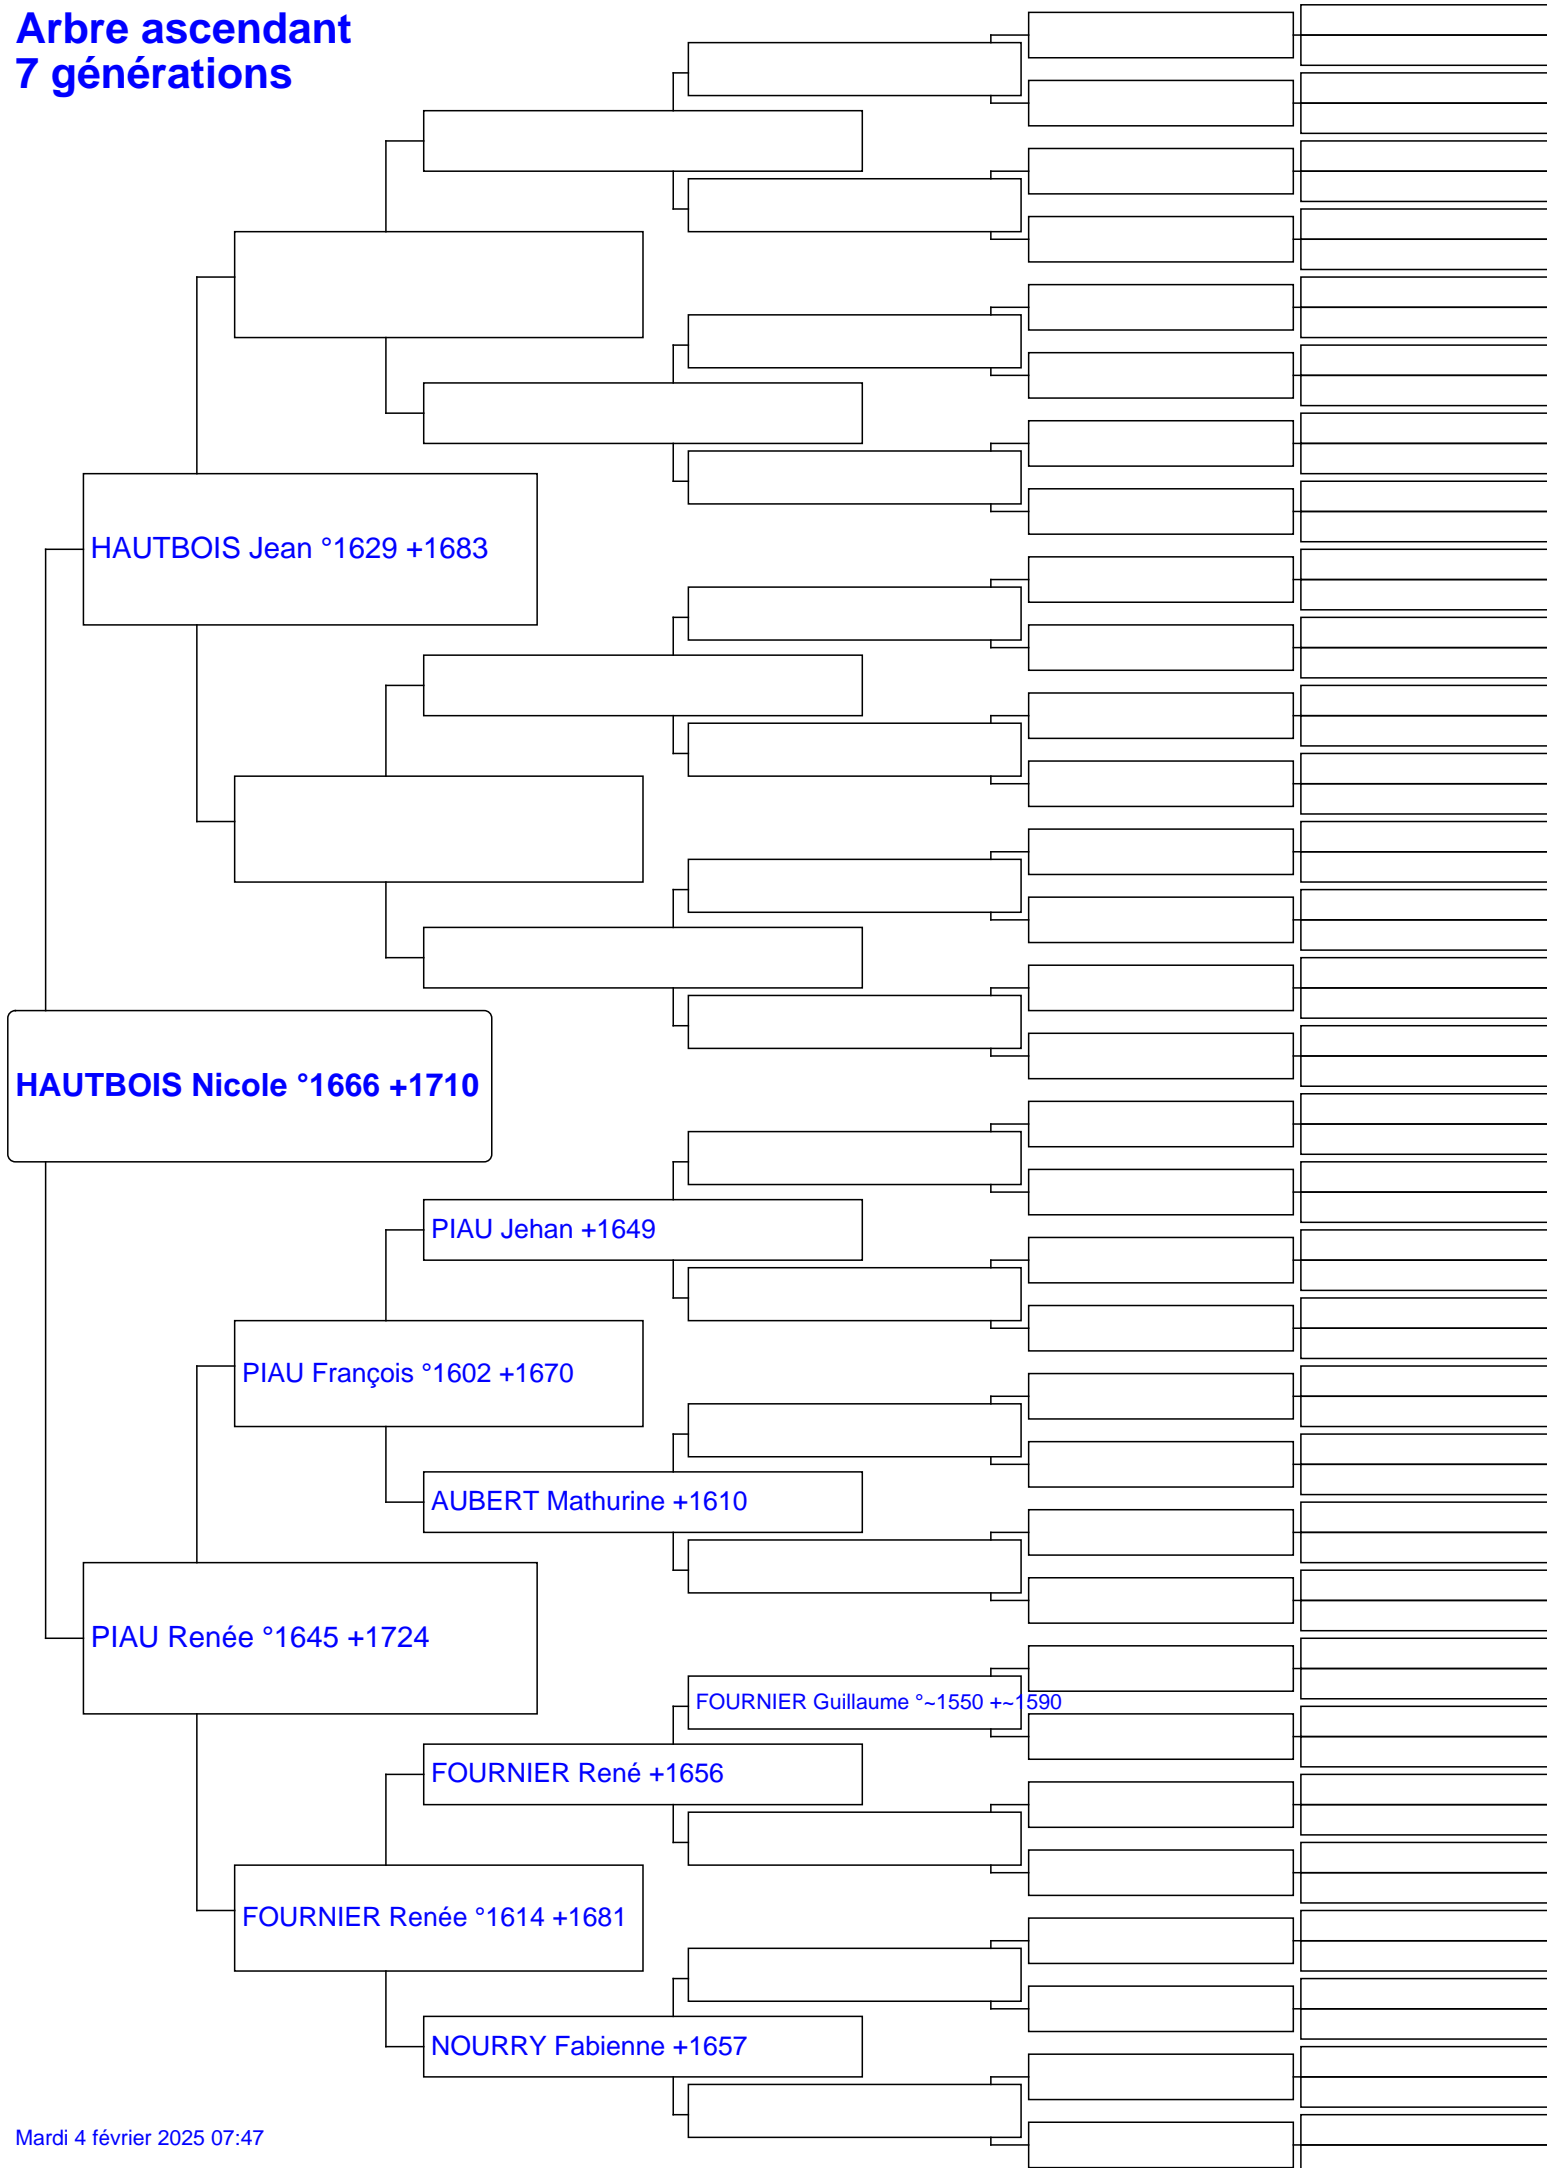 Arbre ascendant
7 générations
HAUTBOIS Jean °1629 +1683
HAUTBOIS Nicole °1666 +1710
PIAU Jehan +1649
PIAU François °1602 +1670
AUBERT Mathurine +1610
PIAU Renée °1645 +1724
FOURNIER Guillaume °~1550 +~1590
FOURNIER René +1656
FOURNIER Renée °1614 +1681
NOURRY Fabienne +1657
Mardi 4 février 2025 07:47